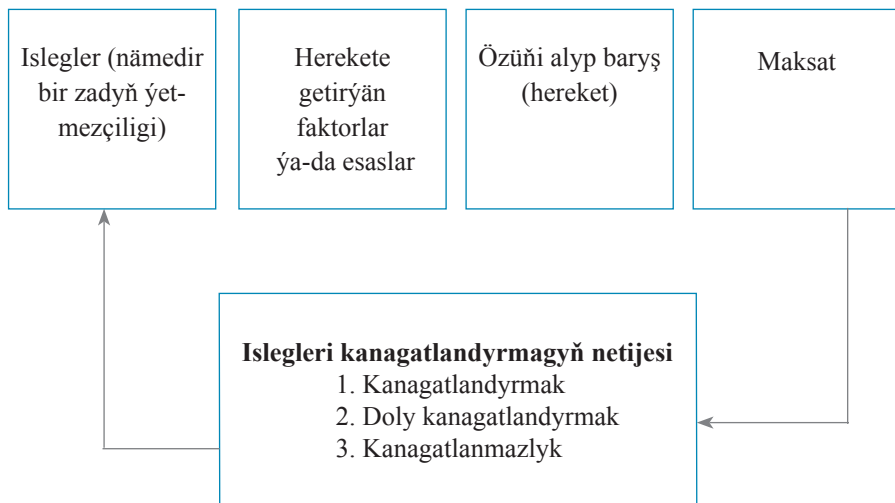 Islegler (nämedir
bir zadyň ýet-
mezçiligi)
Herekete
getirýän
faktorlar
ýa-da esaslar
Özüňi alyp baryş
(hereket)
Maksat
Islegleri kanagatlandyrmagyň netijesi
1. Kanagatlandyrmak
2. Doly kanagatlandyrmak
3. Kanagatlanmazlyk